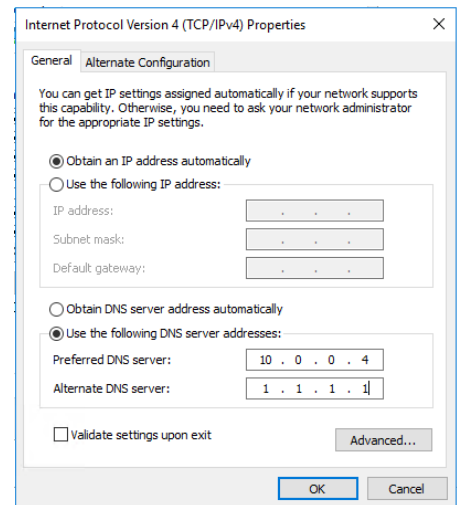 Internet Protocol Version 4 (TCP/IPv4) Properties
General
Alternate Configuration
You can get IP settings assigned automatically if your network supports
this capability. Otherwise, you need to ask your network administrator
for the appropriate IP settings.
Obtain an IP address automatically
Use the following IP address:
IP address:
. . .
Subnet mask:
. . .
Default gateway:
. . .
Obtain DNS server address automatically
Use the following DNS server addresses:
Preferred DNS server:
10 . 0 . 0 . 4
Alternate DNS server:
1 . 1 . 1 . 1
Validate settings upon exit
Advanced...
OK
Cancel